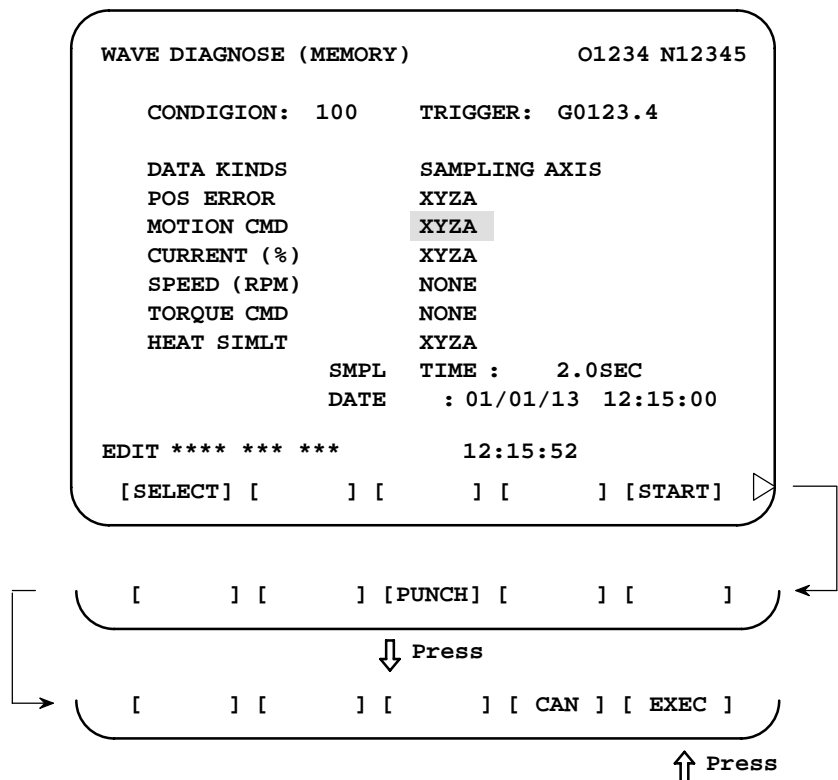 WAVE DIAGNOSE (MEMORY) O1234 N12345
CONDIGION: 100 TRIGGER: G0123.4
DATA KINDS SAMPLING AXIS
POS ERROR XYZA
MOTION CMD XYZA
CURRENT (%) XYZA
SPEED (RPM) NONE
TORQUE CMD NONE
HEAT SIMLT XYZA
SMPL TIME : 2.0SEC
DATE : 01/01/13 12:15:00
EDIT **** *** *** 12:15:52
[SELECT] [ ] [ ] [ ] [START]
[ ] [ ] [PUNCH] [ ] [ ]
Press
[ ] [ ] [ ] [ CAN ] [ EXEC ]
Press